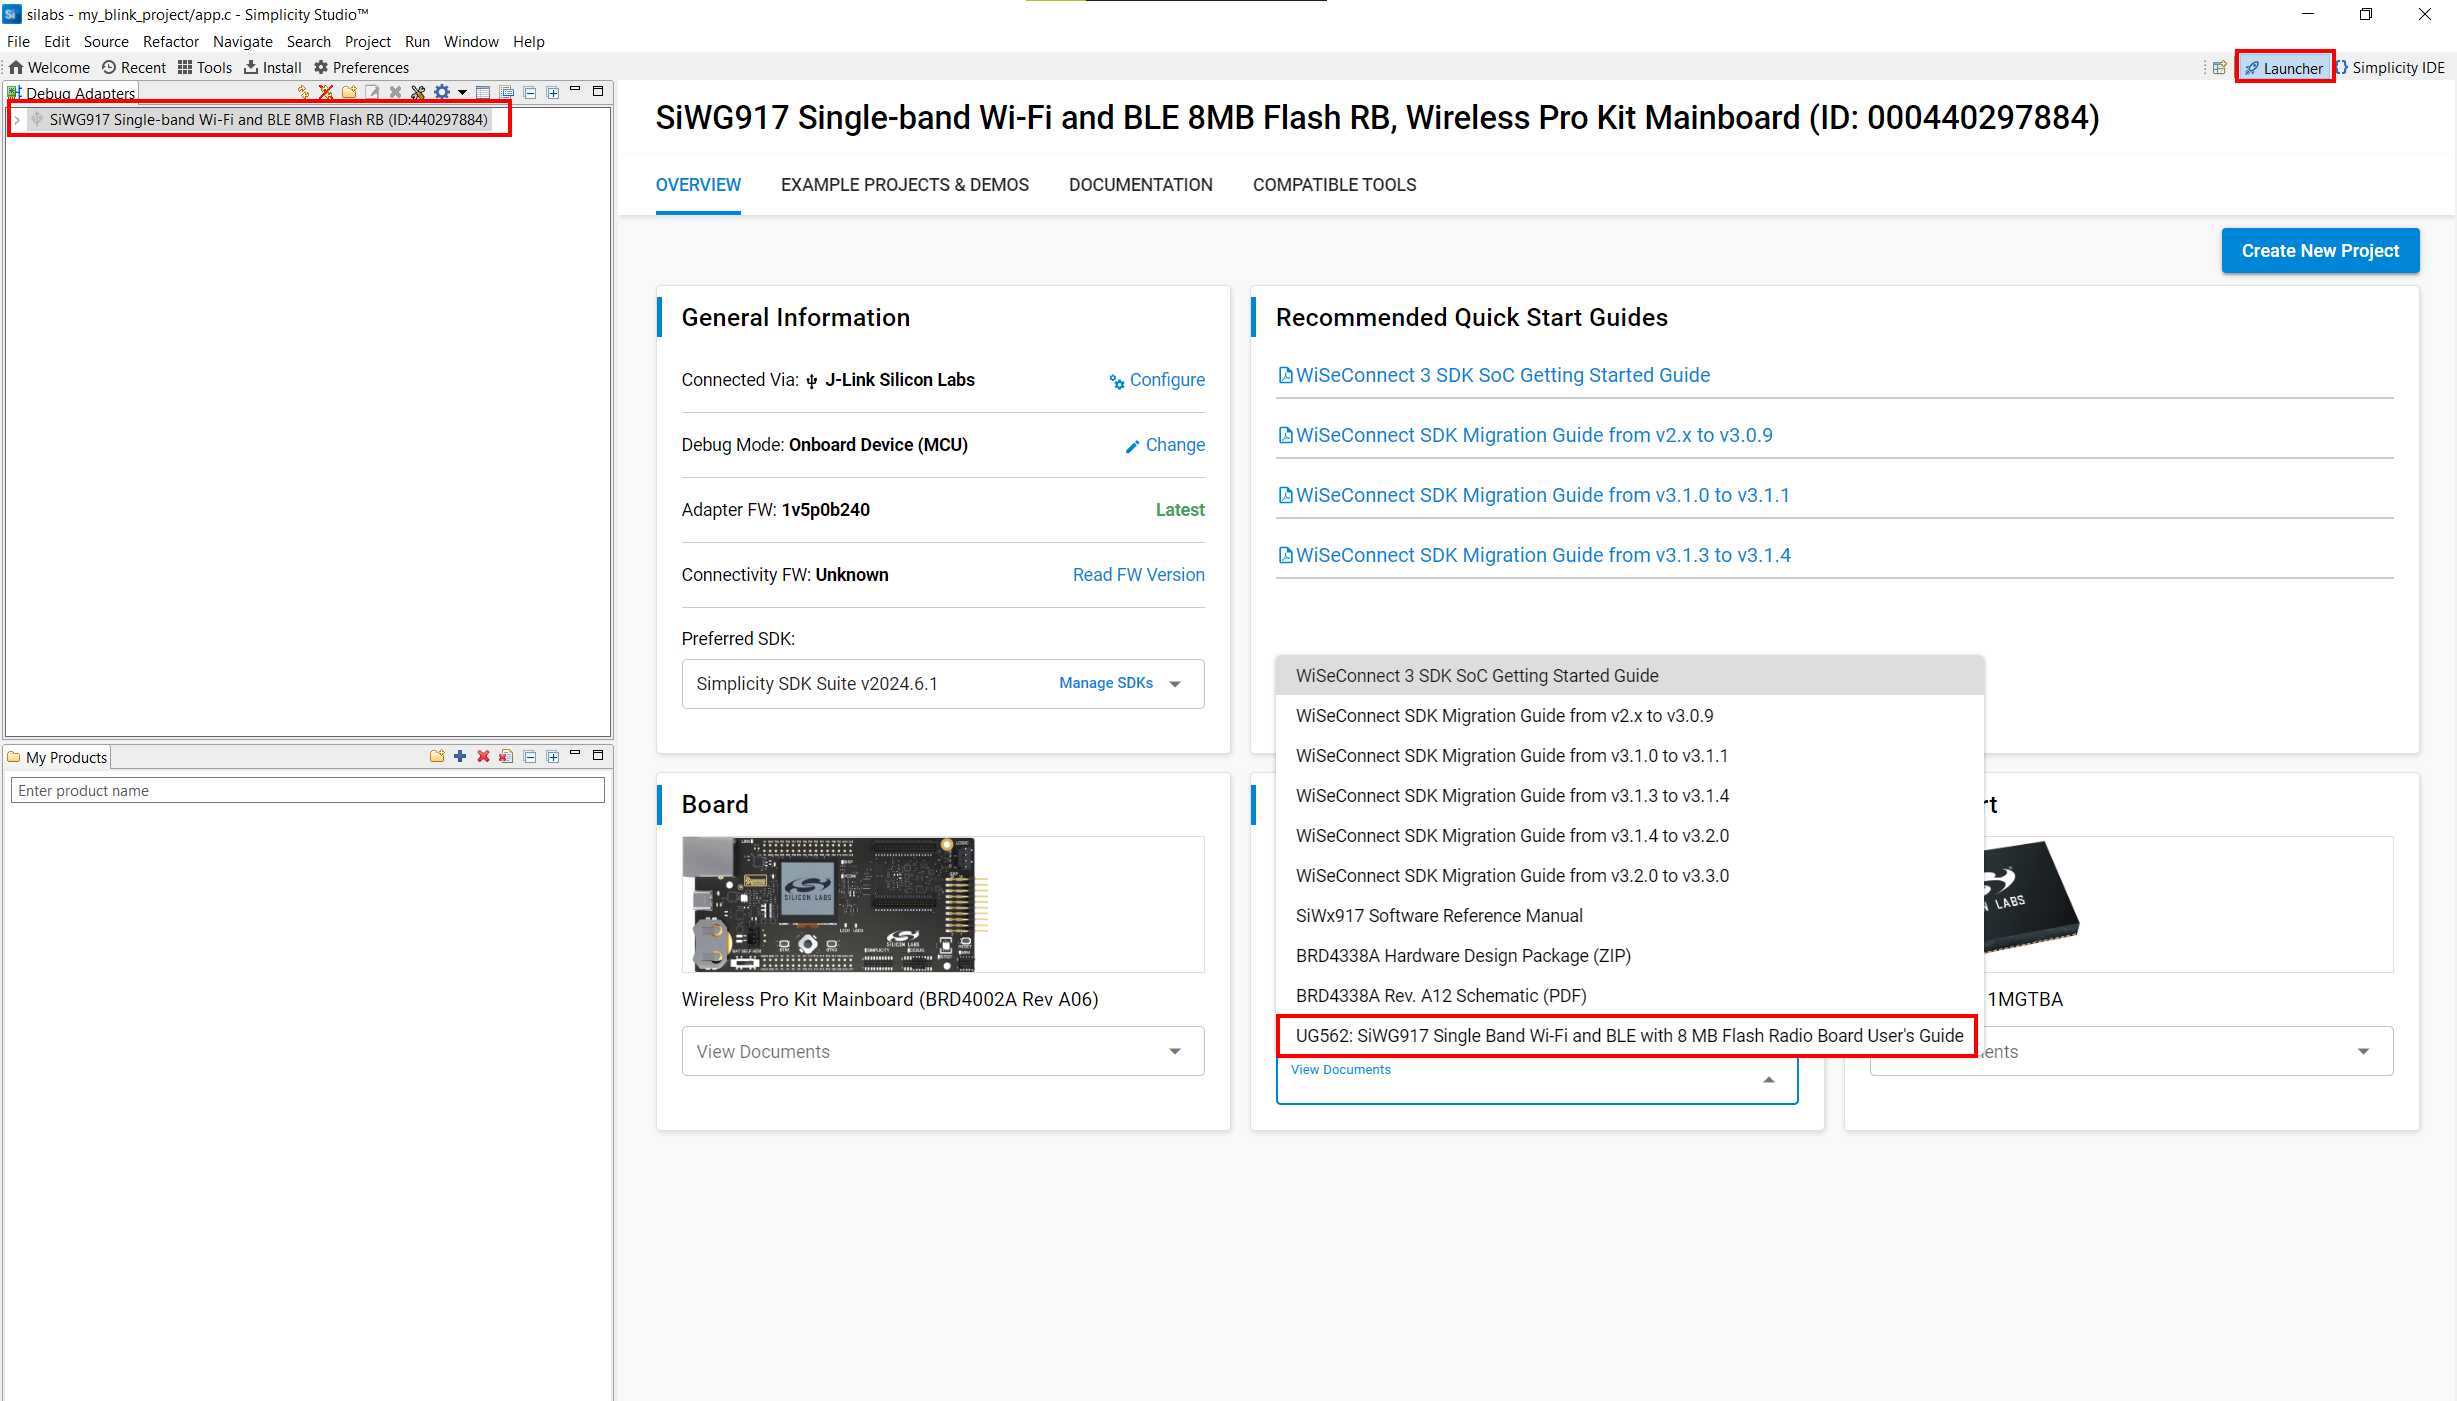 silabs - my_blink_project/app.c - Simplicity Studio™
File Edit Source Refactor Navigate Search Project Run Window Help
Welcome Recent Tools Install Preferences Launcher Simplicity IDE
Debug Adapters
SiWG917 Single-band Wi-Fi and BLE 8MB Flash RB (ID:440297884)
My Products
Enter product name
SiWG917 Single-band Wi-Fi and BLE 8MB Flash RB, Wireless Pro Kit Mainboard (ID: 000440297884)
OVERVIEW EXAMPLE PROJECTS & DEMOS DOCUMENTATION COMPATIBLE TOOLS
Create New Project
General Information
Connected Via: J-Link Silicon Labs Configure
Debug Mode: Onboard Device (MCU) Change
Adapter FW: 1v5p0b240 Latest
Connectivity FW: Unknown Read FW Version
Preferred SDK:
Simplicity SDK Suite v2024.6.1 Manage SDKs
Recommended Quick Start Guides
WiSeConnect 3 SDK SoC Getting Started Guide
WiSeConnect SDK Migration Guide from v2.x to v3.0.9
WiSeConnect SDK Migration Guide from v3.1.0 to v3.1.1
WiSeConnect SDK Migration Guide from v3.1.3 to v3.1.4
Board
SILICON LABS
Wireless Pro Kit Mainboard (BRD4002A Rev A06)
View Documents
WiSeConnect 3 SDK SoC Getting Started Guide
WiSeConnect SDK Migration Guide from v2.x to v3.0.9
WiSeConnect SDK Migration Guide from v3.1.0 to v3.1.1
WiSeConnect SDK Migration Guide from v3.1.3 to v3.1.4
WiSeConnect SDK Migration Guide from v3.1.4 to v3.2.0
WiSeConnect SDK Migration Guide from v3.2.0 to v3.3.0
SiWx917 Software Reference Manual
BRD4338A Hardware Design Package (ZIP)
BRD4338A Rev. A12 Schematic (PDF)
UG562: SiWG917 Single Band Wi-Fi and BLE with 8 MB Flash Radio Board User's Guide
View Documents
rt
N LABS
1MGTBA
ents